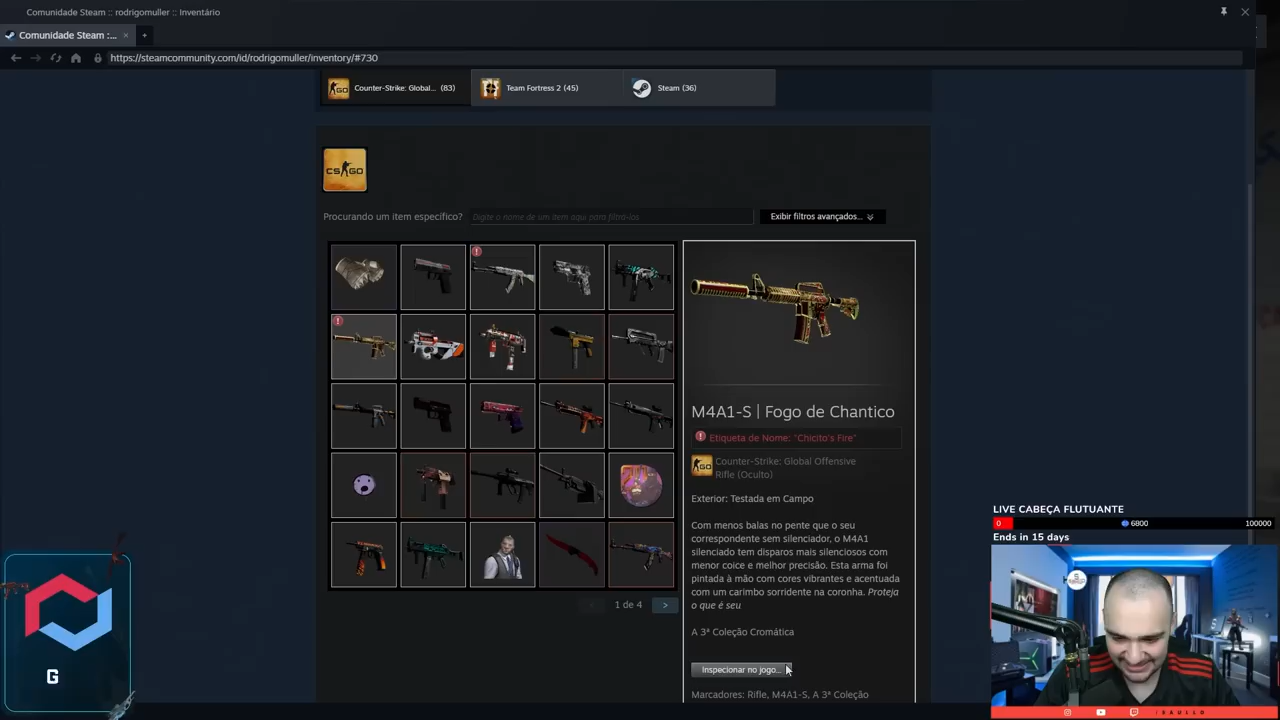 Comunidade Steam :: rodrigomuller :: Inventário
Comunidade Steam :...
https://steamcommunity.com/id/rodrigomuller/inventory/#730
Counter-Strike: Global... (83)
Team Fortress 2 (45)
Steam (36)
CS GO
Procurando um item específico?
Digite o nome de um item aqui para filtrá-los
Exibir filtros avançados...
M4A1-S | Fogo de Chantico
Etiqueta de Nome: "Chicito's Fire"
Counter-Strike: Global Offensive
Rifle (Oculto)
Exterior: Testada em Campo
Com menos balas no pente que o seu
correspondente sem silenciador, o M4A1
silenciado tem disparos mais silenciosos com
menor coice e melhor precisão. Esta arma foi
pintada à mão com cores vibrantes e acentuada
com um carimbo sorridente na coronha. Proteja
o que é seu
A 3ª Coleção Cromática
Inspecionar no jogo...
Marcadores: Rifle, M4A1-S, A 3ª Coleção
< 1 de 4 >
LIVE CABEÇA FLUTUANTE
0 6800 100000
Ends in 15 days
G
/SAULLO